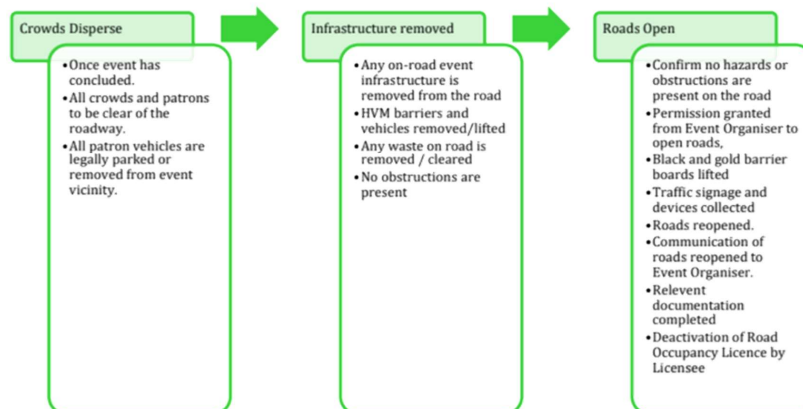 Crowds Disperse
•Once event has
concluded.
•All crowds and patrons
to be clear of the
roadway.
•All patron vehicles are
legally parked or
removed from event
vicinity.
Infrastructure removed
•Any on-road event
infrastructure is
removed from the road
•HVM barriers and
vehicles removed/lifted
•Any waste on road is
removed / cleared
•No obstructions are
present
Roads Open
•Confirm no hazards or
obstructions are
present on the road
•Permission granted
from Event Organiser to
open roads,
•Black and gold barrier
boards lifted
•Traffic signage and
devices collected
•Roads reopened.
•Communication of
roads reopened to
Event Organiser.
•Relevent
documentation
completed
•Deactivation of Road
Occupancy Licence by
Licensee